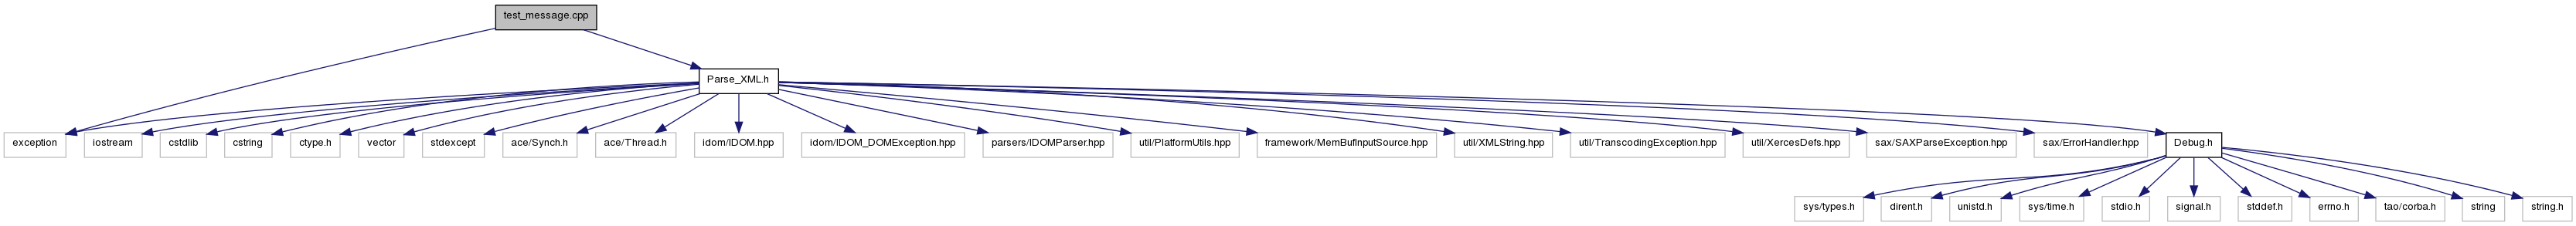 test_message.cpp
Parse_XML.h
exception
iostream
cstdlib
cstring
ctype.h
vector
stdexcept
ace/Synch.h
ace/Thread.h
idom/IDOM.hpp
idom/IDOM_DOMException.hpp
parsers/IDOMParser.hpp
util/PlatformUtils.hpp
framework/MemBufInputSource.hpp
util/XMLString.hpp
util/TranscodingException.hpp
util/XercesDefs.hpp
sax/SAXParseException.hpp
sax/ErrorHandler.hpp
Debug.h
sys/types.h
dirent.h
unistd.h
sys/time.h
stdio.h
signal.h
stddef.h
errno.h
tao/corba.h
string
string.h